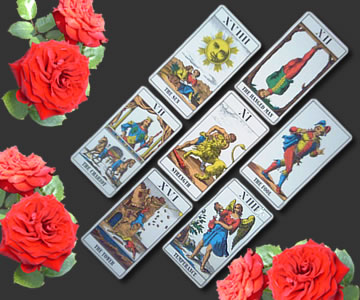 XVIIII
THE SUN
XII
THE HANGED MAN
VII
THE CHARIOT
XI
STRENGTH
THE FOOL
XVI
THE TOWER
XIIII
TEMPERANCE